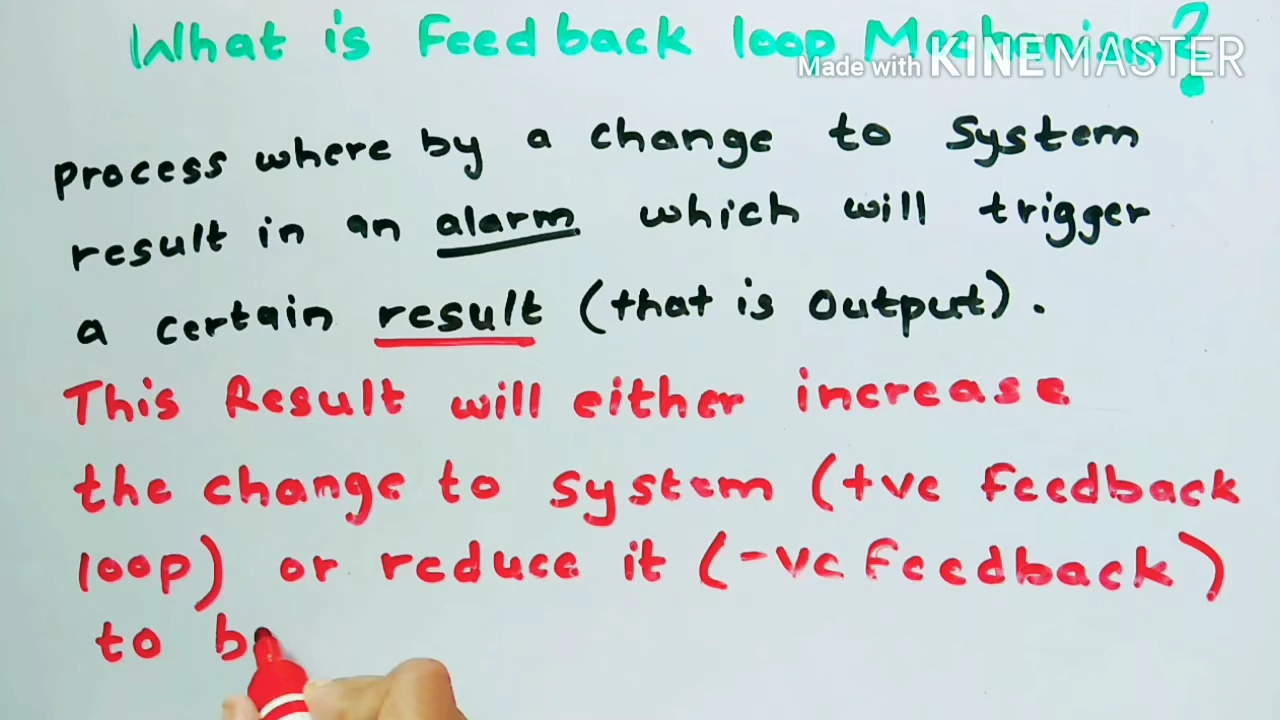 What is Feedback loop Mechanism?
Made with KINEMASTER
process where by a change to system
result in an alarm which will trigger
a certain result (that is output).
This Result will either increase
the change to system (+ve feedback
loop) or reduce it (-ve feedback)
to b